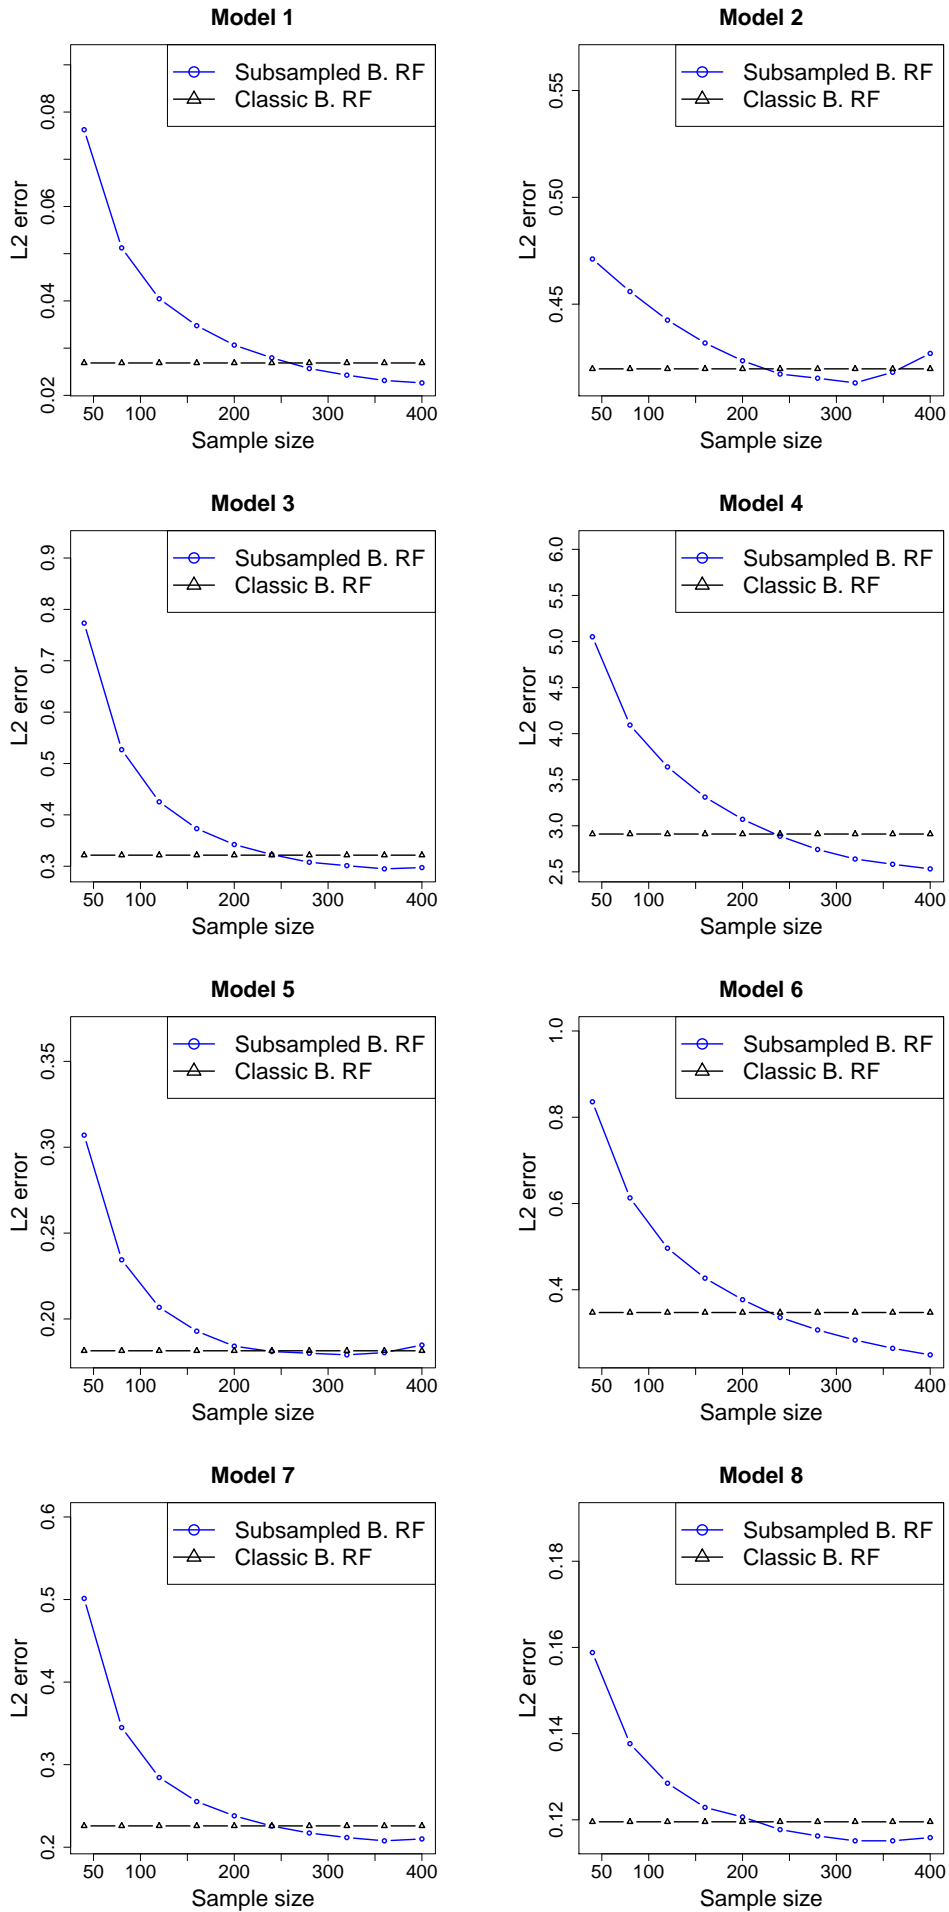 Model 1
Subsampled B. RF
Classic B. RF
L2 error
0.02 0.04 0.06 0.08
50 100 200 300 400
Sample size
Model 2
Subsampled B. RF
Classic B. RF
L2 error
0.45 0.50 0.55
50 100 200 300 400
Sample size
Model 3
Subsampled B. RF
Classic B. RF
L2 error
0.3 0.4 0.5 0.6 0.7 0.8 0.9
50 100 200 300 400
Sample size
Model 4
Subsampled B. RF
Classic B. RF
L2 error
2.5 3.0 3.5 4.0 4.5 5.0 5.5 6.0
50 100 200 300 400
Sample size
Model 5
Subsampled B. RF
Classic B. RF
L2 error
0.20 0.25 0.30 0.35
50 100 200 300 400
Sample size
Model 6
Subsampled B. RF
Classic B. RF
L2 error
0.4 0.6 0.8 1.0
50 100 200 300 400
Sample size
Model 7
Subsampled B. RF
Classic B. RF
L2 error
0.2 0.3 0.4 0.5 0.6
50 100 200 300 400
Sample size
Model 8
Subsampled B. RF
Classic B. RF
L2 error
0.12 0.14 0.16 0.18
50 100 200 300 400
Sample size